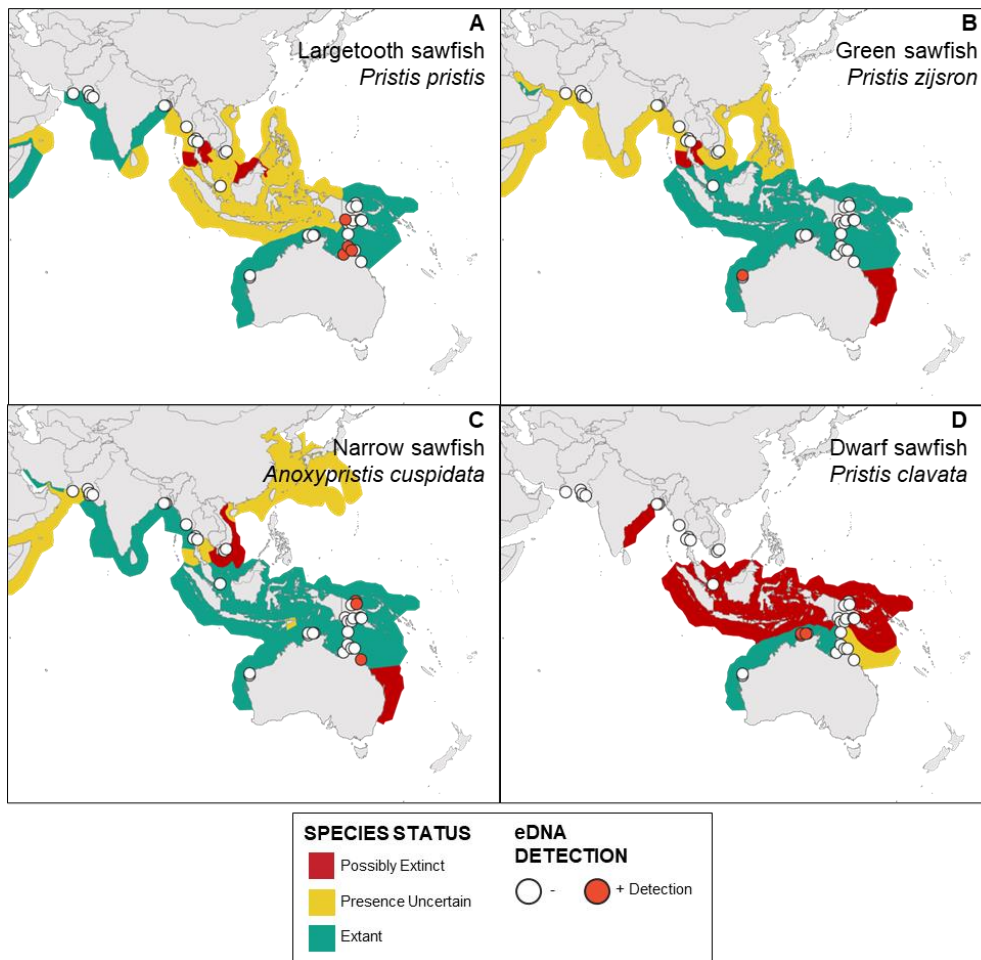 A
Largetooth sawfish
Pristis pristis
B
Green sawfish
Pristis zijsron
C
Narrow sawfish
Anoxypristis cuspidata
D
Dwarf sawfish
Pristis clavata
SPECIES STATUS
Possibly Extinct
Presence Uncertain
Extant
eDNA
DETECTION
-
+ Detection